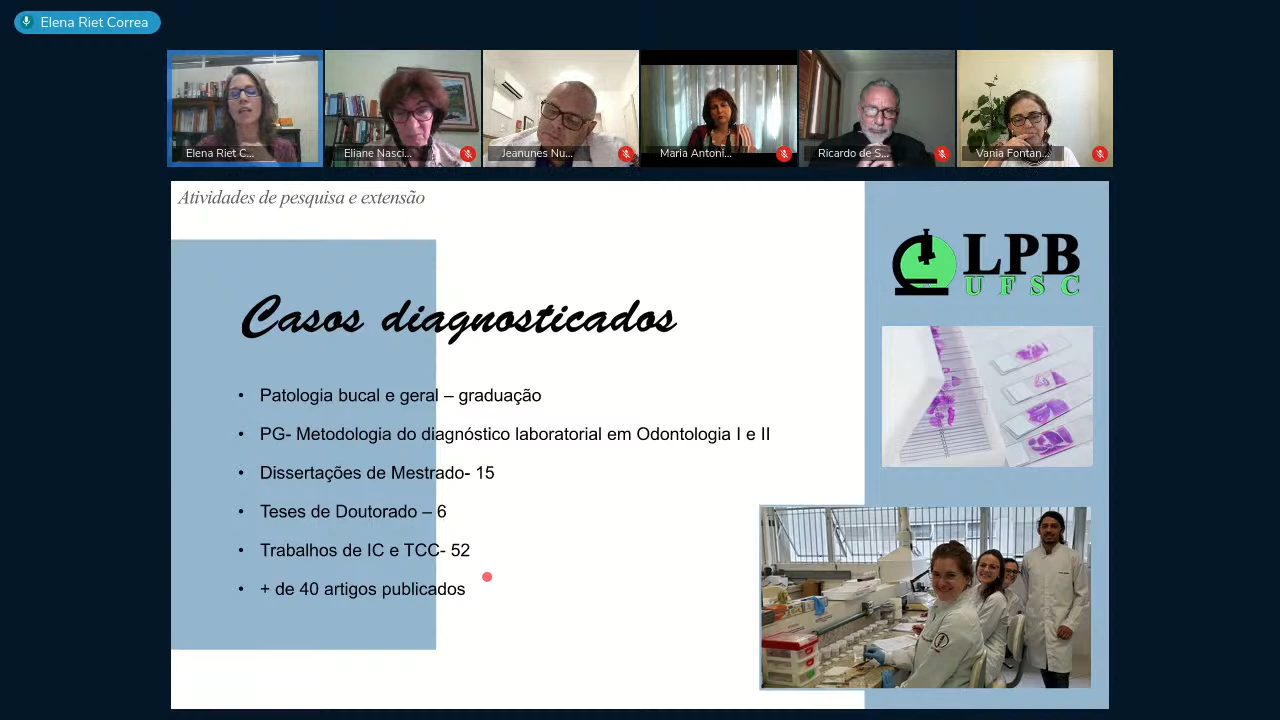 Elena Riet Correa
Elena Riet C...
Eliane Nasci...
Jeanunes Nu...
Maria Antoni...
Ricardo de S...
Vania Fontan...
Atividades de pesquisa e extensão
LPB
UFSC
Casos diagnosticados
• Patologia bucal e geral – graduação
• PG- Metodologia do diagnóstico laboratorial em Odontologia I e II
• Dissertações de Mestrado- 15
• Teses de Doutorado – 6
• Trabalhos de IC e TCC- 52
• + de 40 artigos publicados